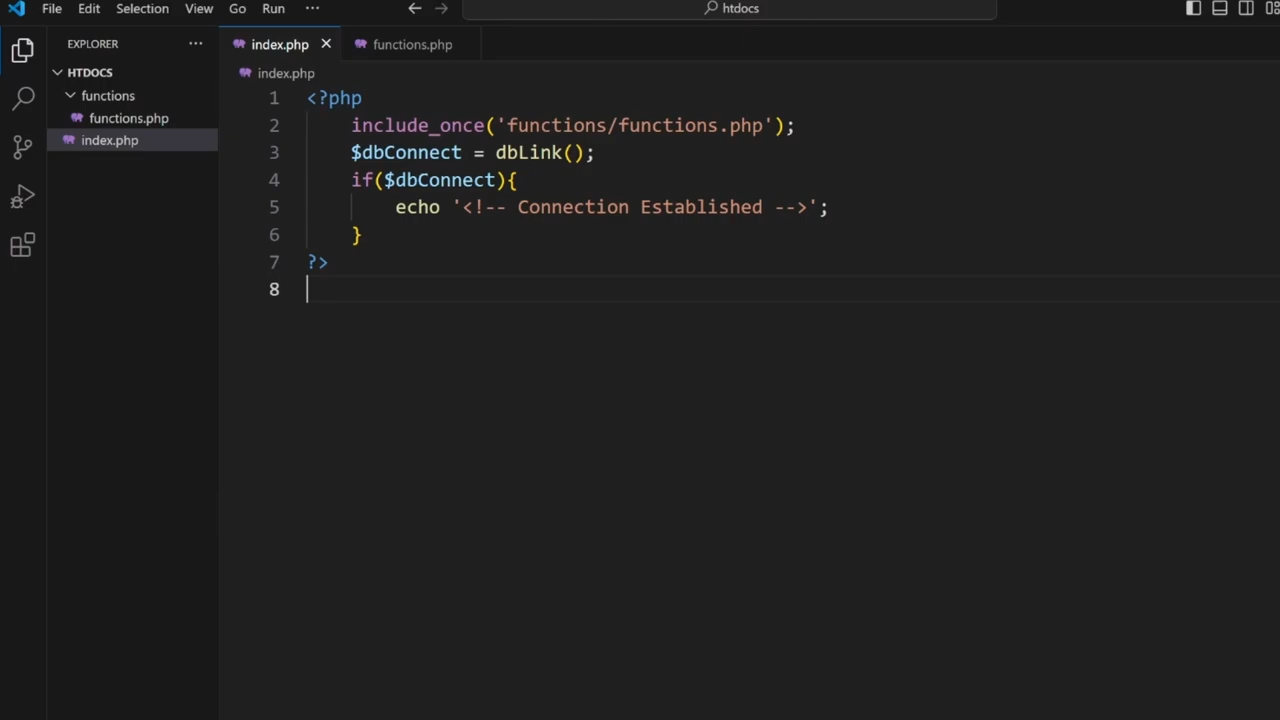 File Edit Selection View Go Run ··· ← → htdocs
EXPLORER ···
HTDOCS
functions
functions.php
index.php
index.php × functions.php
index.php
1 <?php
2 include_once('functions/functions.php');
3 $dbConnect = dbLink();
4 if($dbConnect){
5 echo '<!-- Connection Established -->';
6 }
7 ?>
8